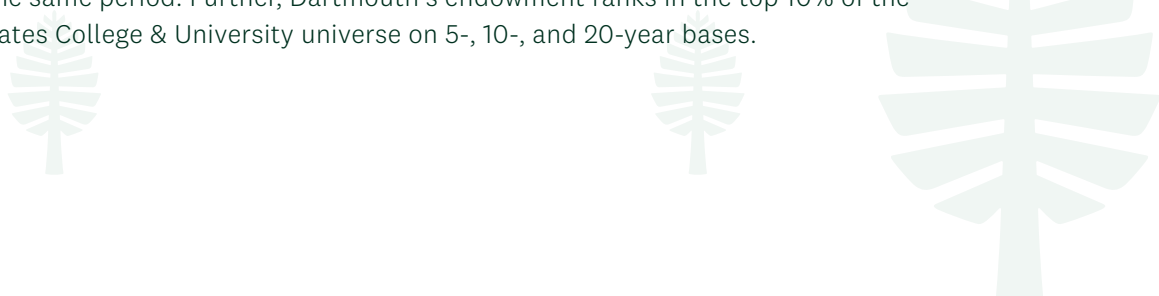 ne same period. Further, Dartmouth's endowment ranks in the top 10% of the
ates College & University universe on 5-, 10-, and 20-year bases.